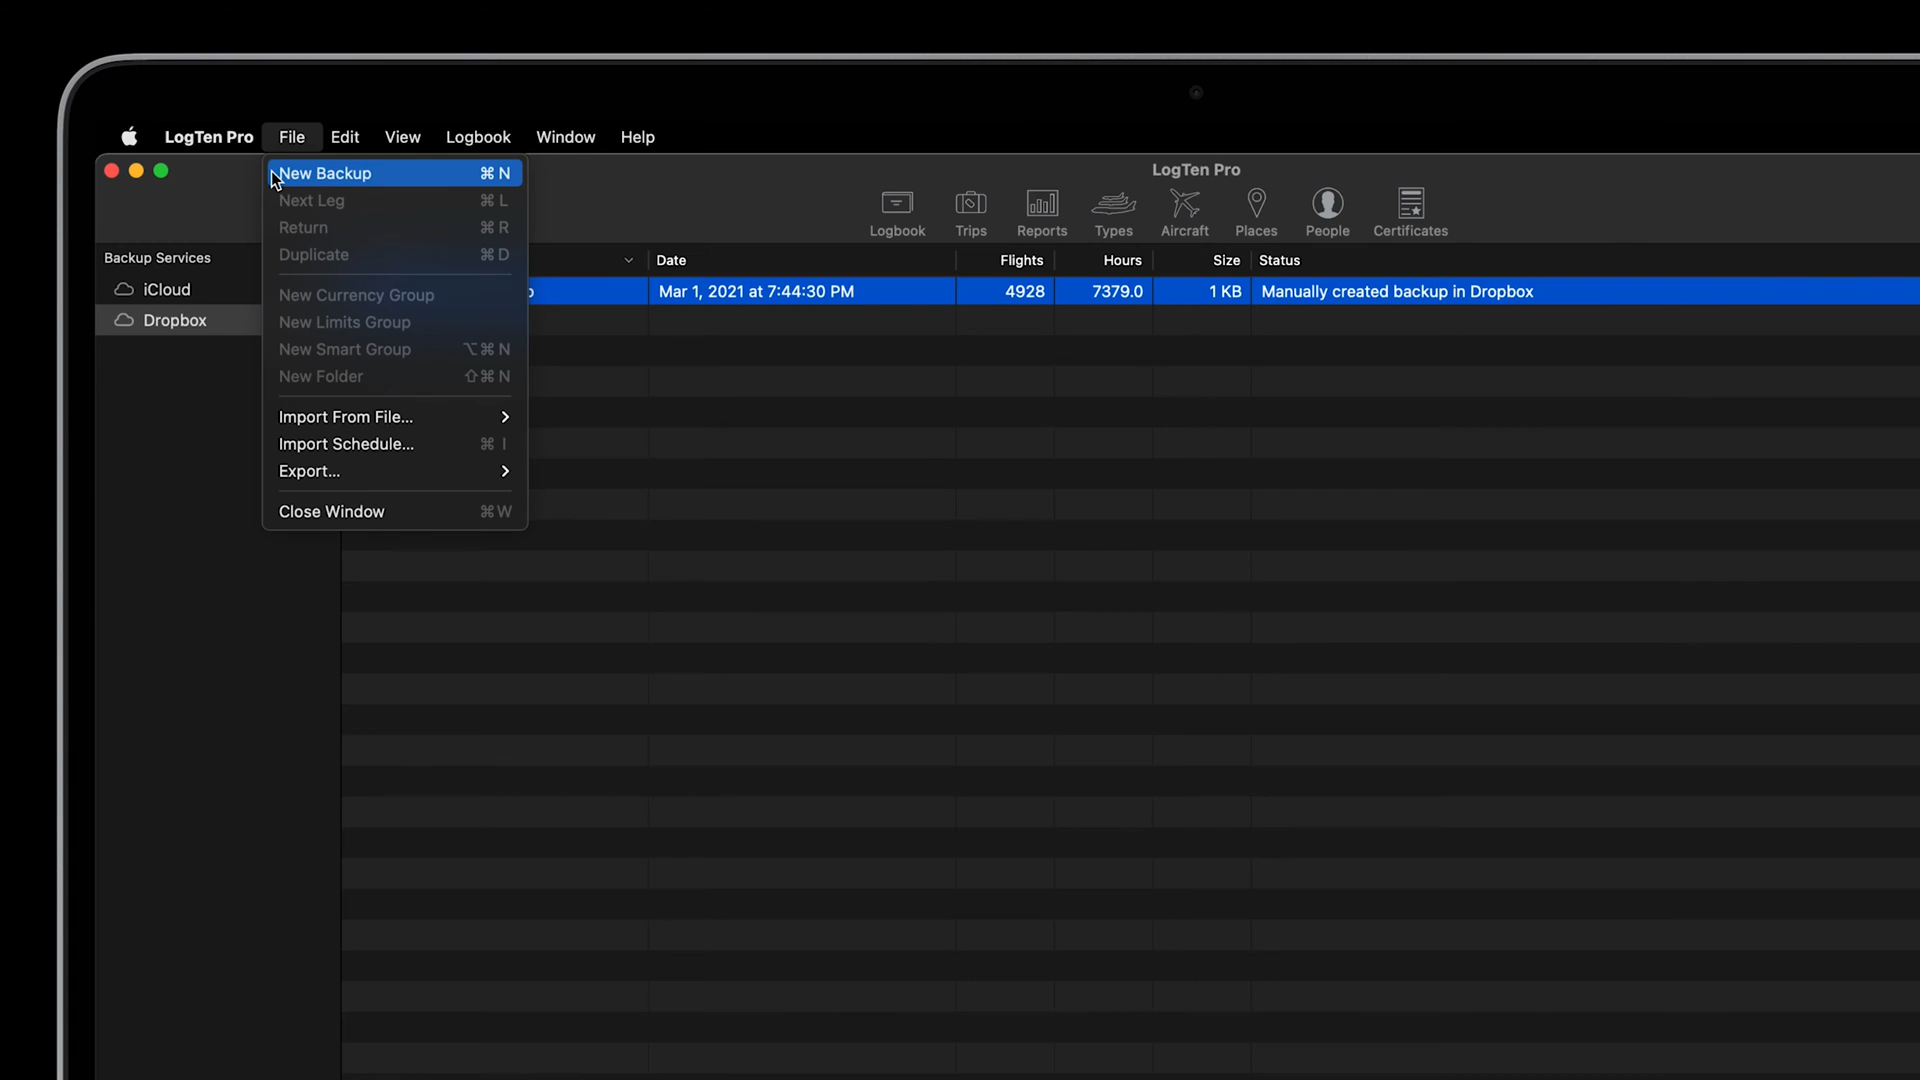 LogTen Pro File Edit View Logbook Window Help
LogTen Pro
New Backup ⌘ N
Next Leg ⌘ L
Return ⌘ R
Duplicate ⌘ D
New Currency Group
New Limits Group
New Smart Group ⌥⌘ N
New Folder ⇧⌘ N
Import From File...
Import Schedule... ⌘ I
Export...
Close Window ⌘W
Logbook Trips Reports Types Aircraft Places People Certificates
Backup Services
iCloud
Dropbox
Date Flights Hours Size Status
Mar 1, 2021 at 7:44:30 PM 4928 7379.0 1 KB Manually created backup in Dropbox